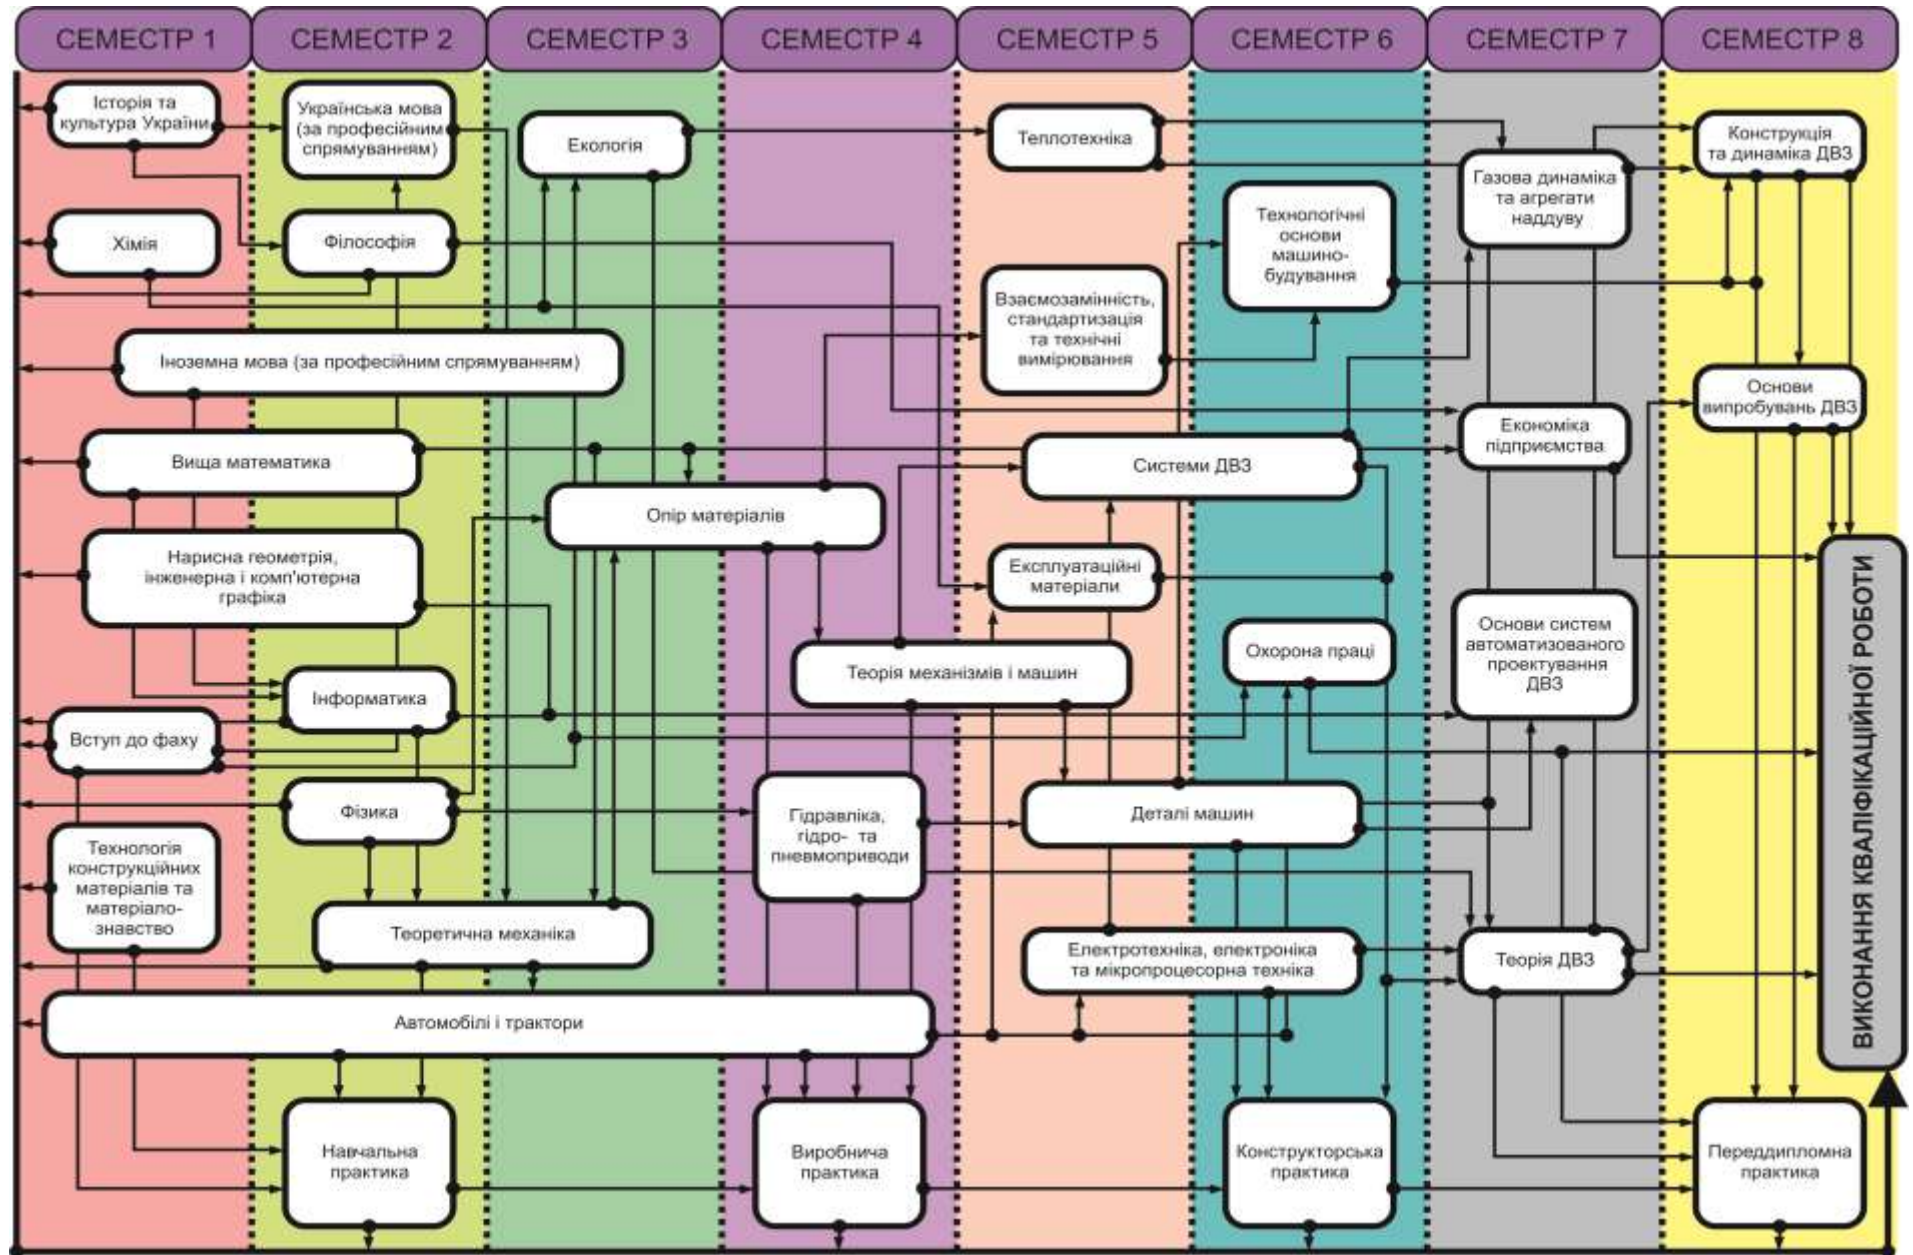 СЕМЕСТР 1
СЕМЕСТР 2
СЕМЕСТР 3
СЕМЕСТР 4
СЕМЕСТР 5
СЕМЕСТР 6
СЕМЕСТР 7
СЕМЕСТР 8
Історія та
культура України
Хімія
Іноземна мова (за професійним спрямуванням)
Вища математика
Нарисна геометрія,
інженерна і комп'ютерна
графіка
Вступ до фаху
Технологія
конструкційних
матеріалів та
матеріало-
знавство
Автомобілі і трактори
Українська мова
(за професійним
спрямуванням)
Філософія
Інформатика
Фізика
Теоретична механіка
Навчальна
практика
Екологія
Опір матеріалів
Теорія механізмів і машин
Гідравліка,
гідро- та
пневмоприводи
Виробнича
практика
Теплотехніка
Взаємозамінність,
стандартизація
та технічні
вимірювання
Системи ДВЗ
Експлуатаційні
матеріали
Деталі машин
Електротехніка, електроніка
та мікропроцесорна техніка
Технологічні
основи
машино-
будування
Охорона праці
Конструкторська
практика
Газова динаміка
та агрегати
наддуву
Економіка
підприємства
Основи систем
автоматизованого
проектування
ДВЗ
Теорія ДВЗ
Конструкція
та динаміка ДВЗ
Основи
випробувань ДВЗ
Переддипломна
практика
ВИКОНАННЯ КВАЛІФІКАЦІЙНОЇ РОБОТИ